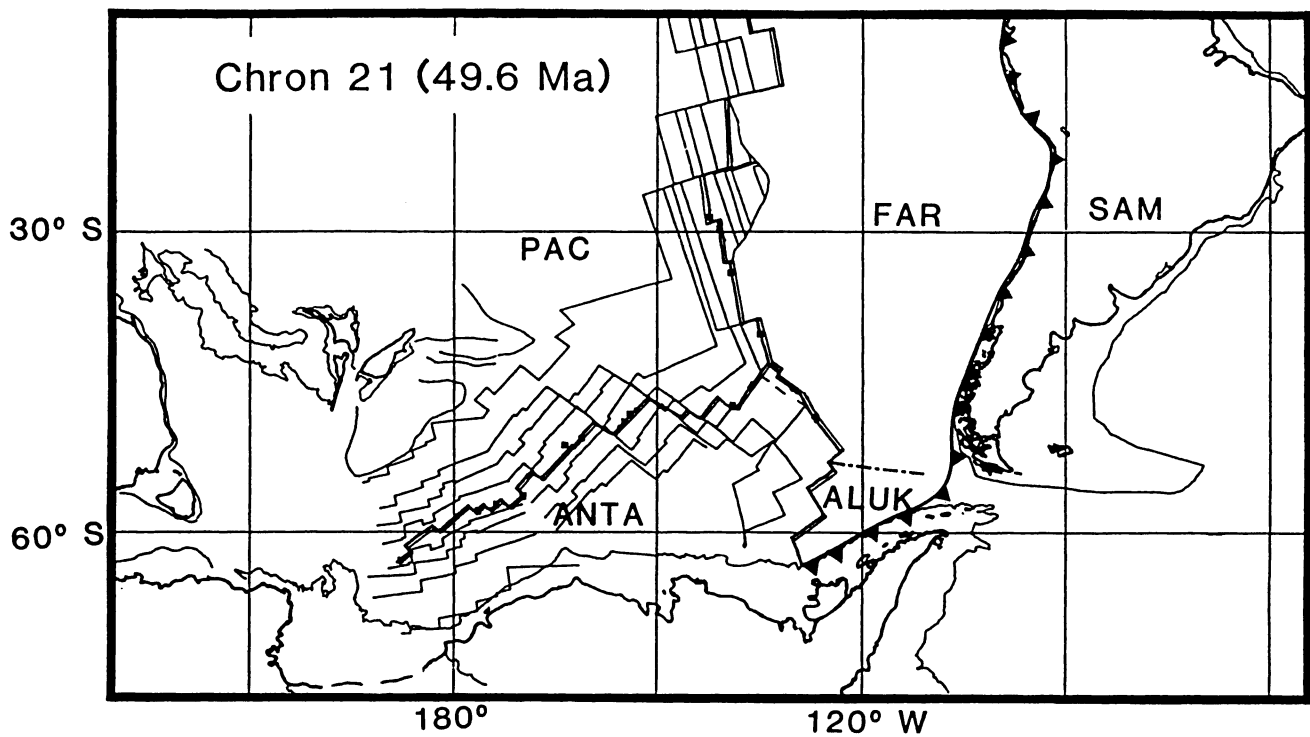 Chron 21 (49.6 Ma)
30° S
PAC
FAR
SAM
60° S
ANTA
ALUK
180°
120° W